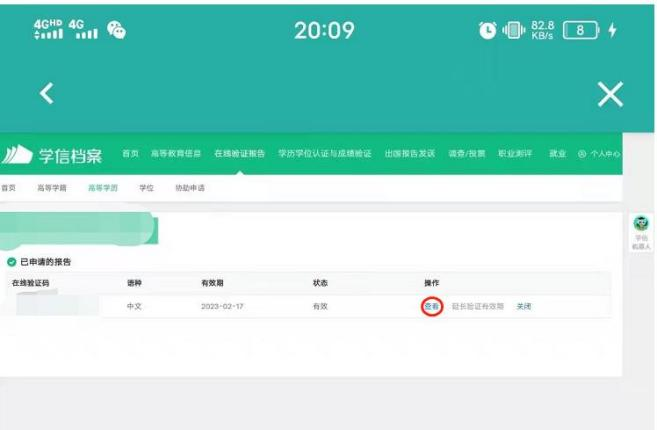 4GHD 4G 20:09 82.8 KB/s 8
学信档案 首页 高等教育信息 在线验证报告 学历学位认证与成绩验证 出国报告发送 调查/投票 职业测评 就业 个人中心
首页 高等学籍 高等学历 学位 协助申请
学信
机器人
已申请的报告
在线验证码 语种 有效期 状态 操作
中文 2023-02-17 有效 查看 延长验证有效期 关闭